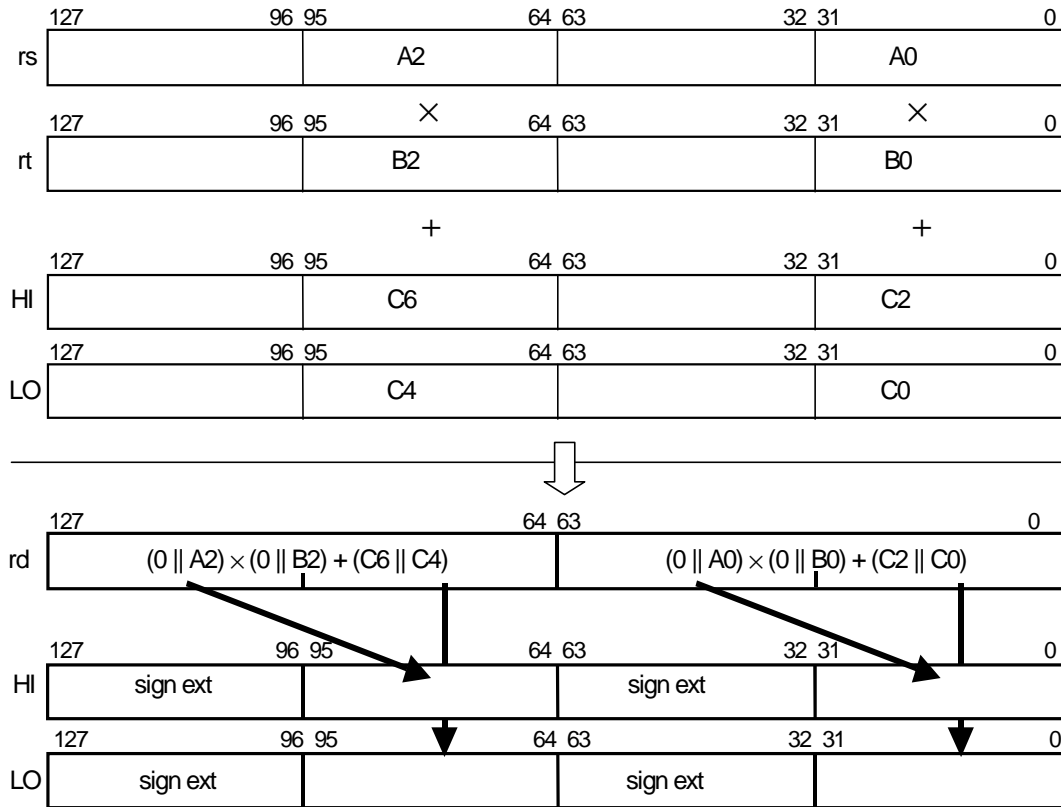 127 96 95 64 63 32 31 0
rs A2 A0
× ×
127 96 95 64 63 32 31 0
rt B2 B0
+ +
127 96 95 64 63 32 31 0
HI C6 C2
127 96 95 64 63 32 31 0
LO C4 C0
127 64 63 0
rd (0 || A2) × (0 || B2) + (C6 || C4) (0 || A0) × (0 || B0) + (C2 || C0)
127 96 95 64 63 32 31 0
HI sign ext sign ext
127 96 95 64 63 32 31 0
LO sign ext sign ext